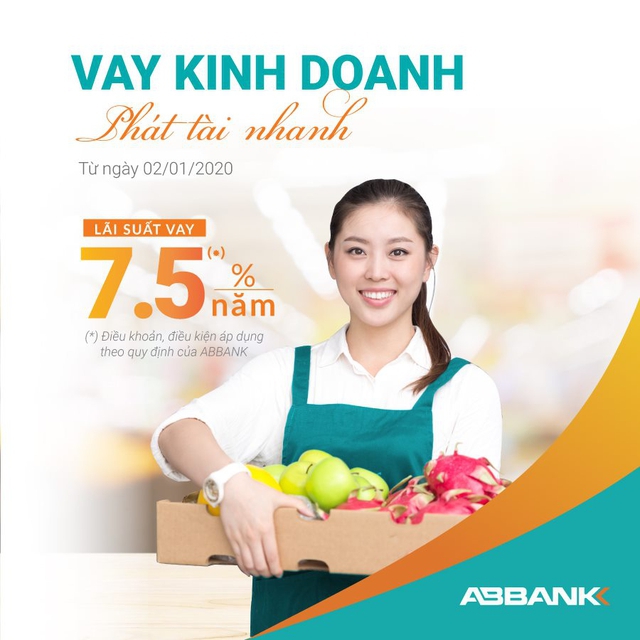 VAY KINH DOANH
Phát tài nhanh
Từ ngày 02/01/2020
LÃI SUẤT VAY
7.5(*) %
năm
(*) Điều khoản, điều kiện áp dụng
theo quy định của ABBANK
ABBANK